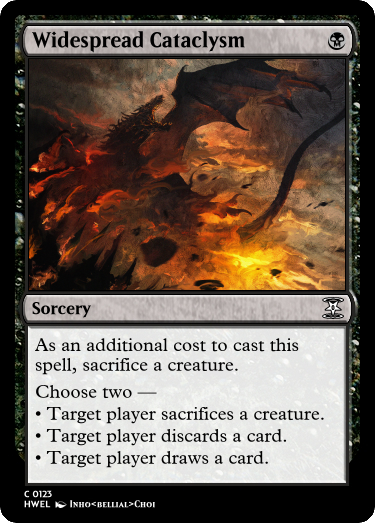 Widespread Cataclysm
Sorcery
As an additional cost to cast this
spell, sacrifice a creature.
Choose two —
• Target player sacrifices a creature.
• Target player discards a card.
• Target player draws a card.
C 0123
HWEL Inho<bellial>Choi